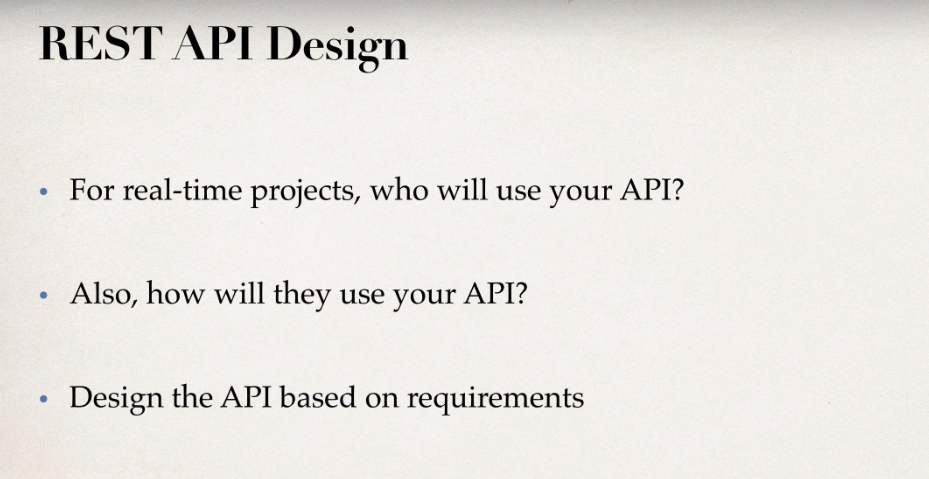 REST API Design
• For real-time projects, who will use your API?
• Also, how will they use your API?
• Design the API based on requirements